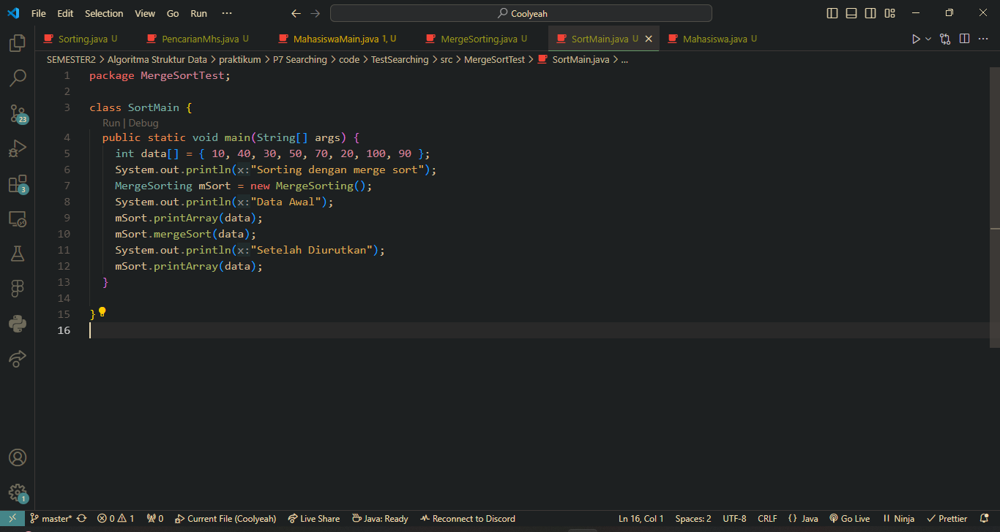 File Edit Selection View Go Run ··· Coolyeah
Sorting.java U PencarianMhs.java U MahasiswaMain.java 1, U MergeSorting.java U SortMain.java U Mahasiswa.java U
SEMESTER2 > Algoritma Struktur Data > praktikum > P7 Searching > code > TestSearching > src > MergeSortTest > SortMain.java > ...
1 package MergeSortTest;
2
3 class SortMain {
Run | Debug
4 public static void main(String[] args) {
5 int data[] = { 10, 40, 30, 50, 70, 20, 100, 90 };
6 System.out.println(x:"Sorting dengan merge sort");
7 MergeSorting mSort = new MergeSorting();
8 System.out.println(x:"Data Awal");
9 mSort.printArray(data);
10 mSort.mergeSort(data);
11 System.out.println(x:"Setelah Diurutkan");
12 mSort.printArray(data);
13 }
14
15 }
16
23
3
1
master* 0 1 0 Current File (Coolyeah) Live Share Java: Ready Reconnect to Discord Ln 16, Col 1 Spaces: 2 UTF-8 CRLF {} Java Go Live Ninja Prettier